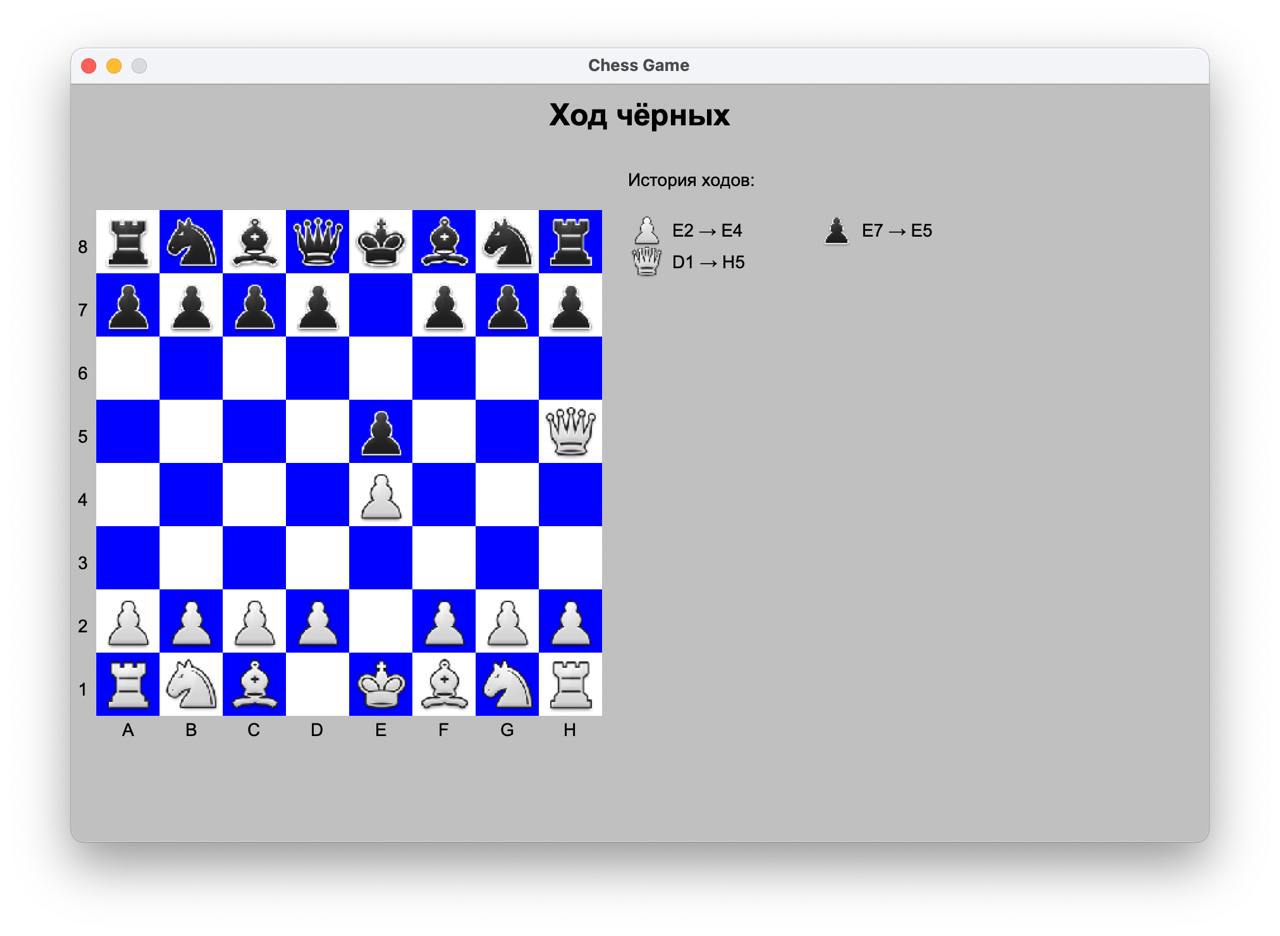 Chess Game
Ход чёрных
История ходов:
E2 → E4 E7 → E5
D1 → H5
8
7
6
5
4
3
2
1
A B C D E F G H